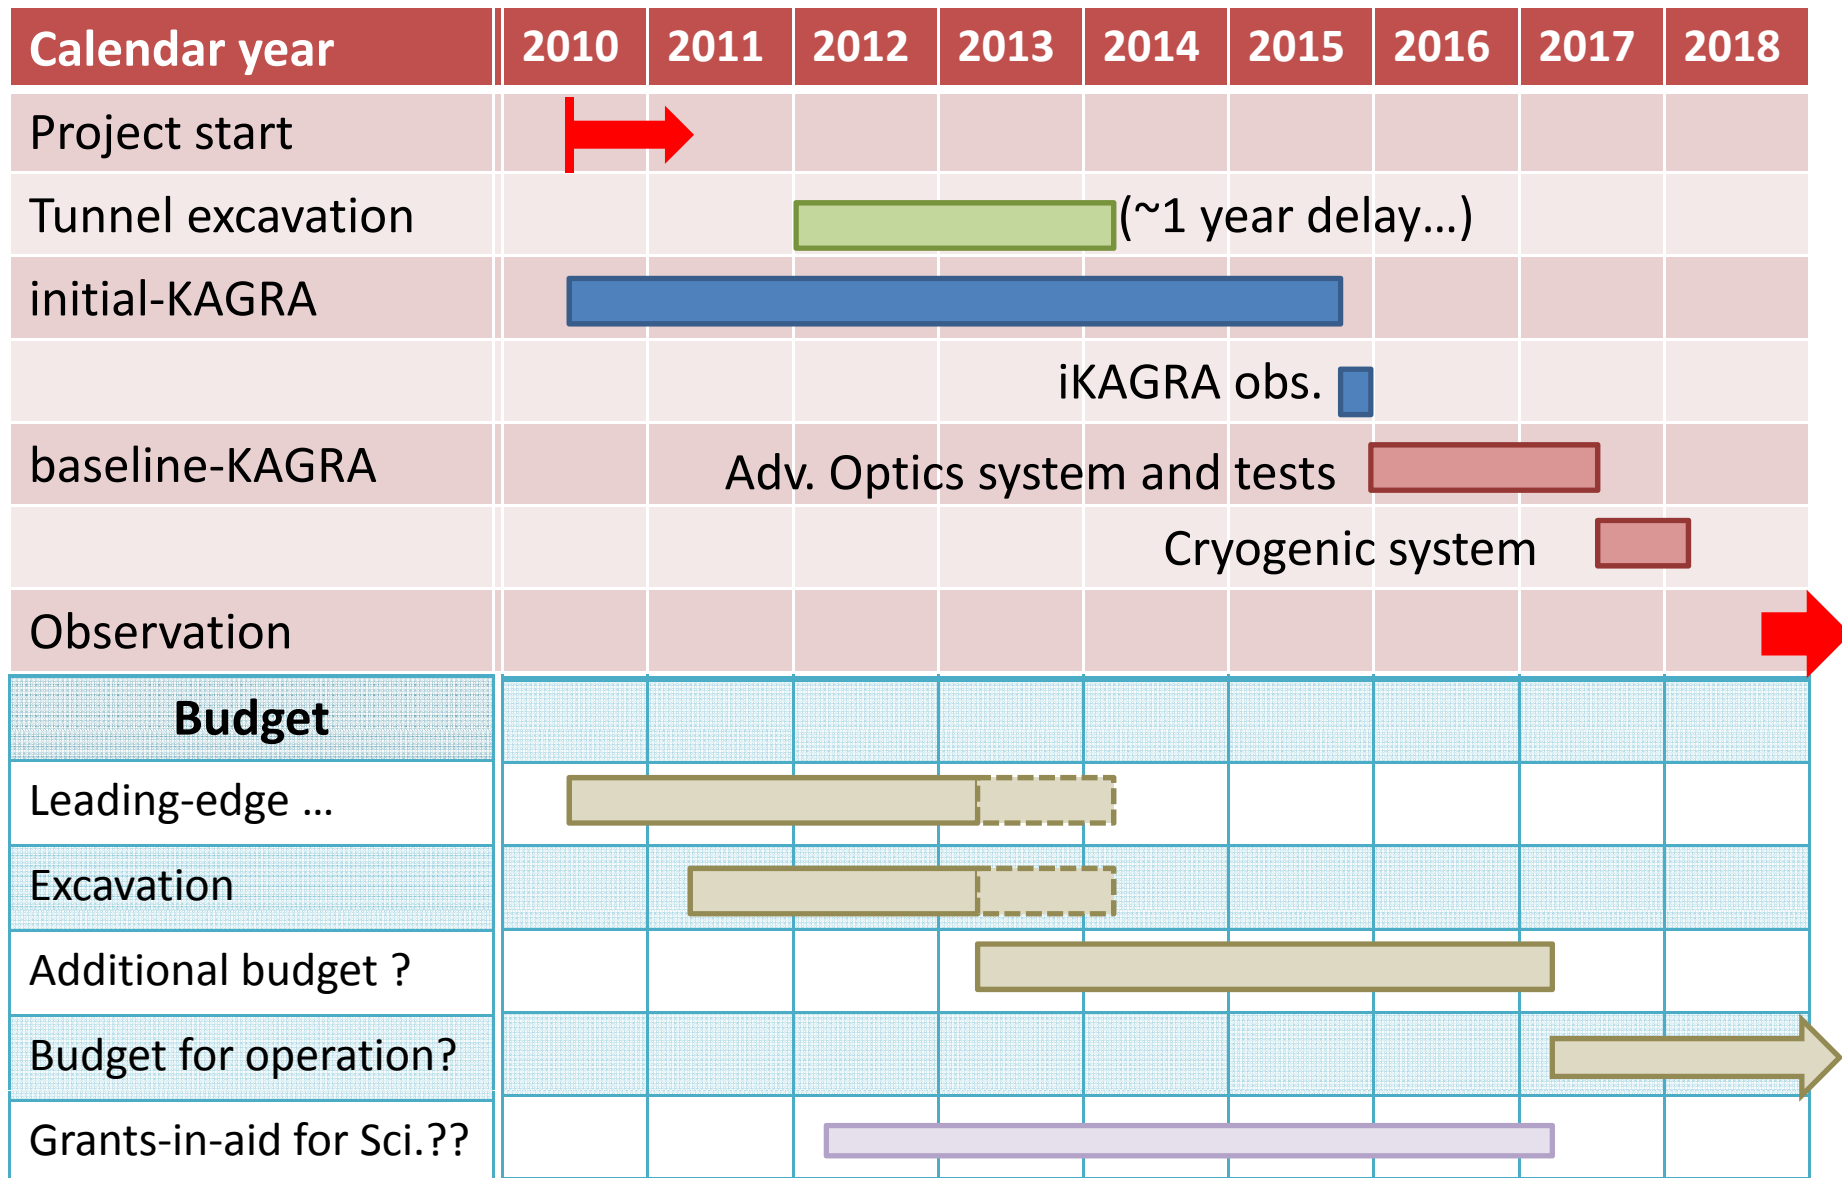 Calendar year 2010 2011 2012 2013 2014 2015 2016 2017 2018
Project start
Tunnel excavation (~1 year delay...)
initial-KAGRA
iKAGRA obs.
baseline-KAGRA Adv. Optics system and tests
Cryogenic system
Observation
Budget
Leading-edge ...
Excavation
Additional budget ?
Budget for operation?
Grants-in-aid for Sci.??